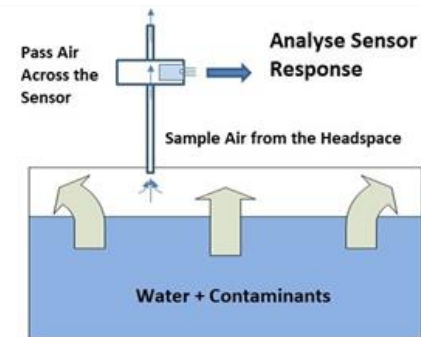 Pass Air
Across the
Sensor
Analyse Sensor
Response
Sample Air from the Headspace
Water + Contaminants